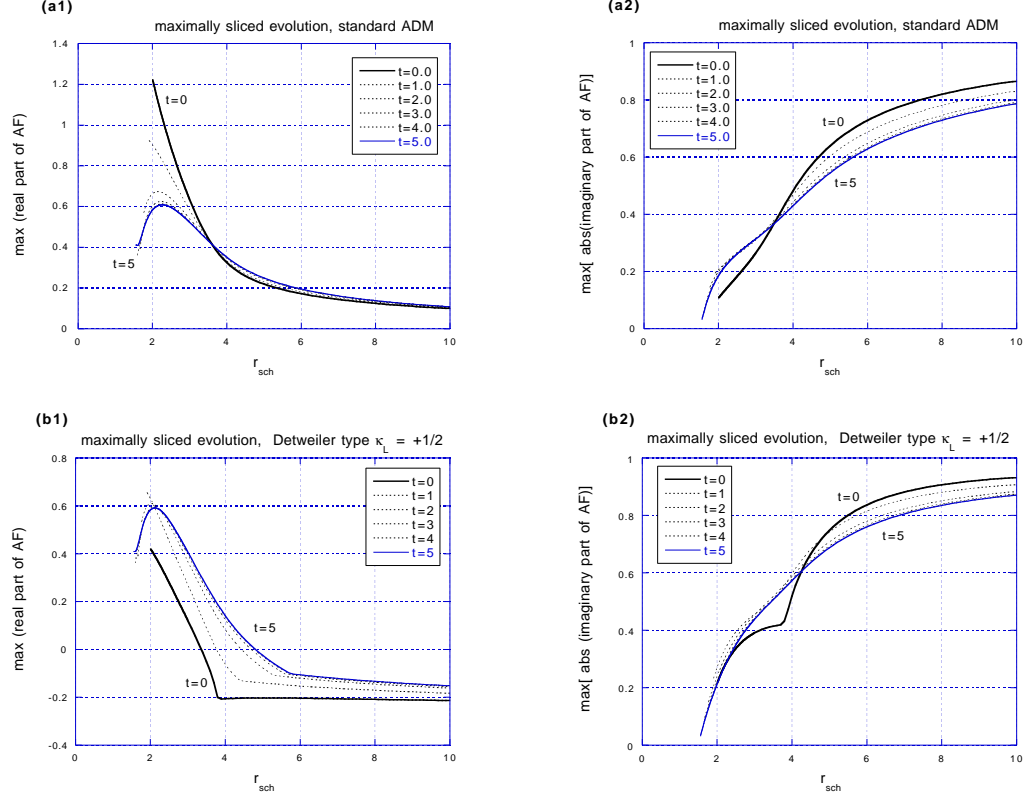 (a1)
maximally sliced evolution, standard ADM
max (real part of AF)
1.4
1.2
1
0.8
0.6
0.4
0.2
0
0
2
4
6
8
10
r_sch
t=0
t=5
t=0.0
t=1.0
t=2.0
t=3.0
t=4.0
t=5.0
(a2)
maximally sliced evolution, standard ADM
max[ abs(imaginary part of AF)]
1
0.8
0.6
0.4
0.2
0
0
2
4
6
8
10
r_sch
t=0
t=5
t=0.0
t=1.0
t=2.0
t=3.0
t=4.0
t=5.0
(b1)
maximally sliced evolution, Detweiler type κ_L = +1/2
max (real part of AF)
0.8
0.6
0.4
0.2
0
-0.2
-0.4
0
2
4
6
8
10
r_sch
t=5
t=0
t=0
t=1
t=2
t=3
t=4
t=5
(b2)
maximally sliced evolution, Detweiler type κ_L = +1/2
max[ abs (imaginary part of AF)]
1
0.8
0.6
0.4
0.2
0
0
2
4
6
8
10
r_sch
t=0
t=5
t=0
t=1
t=2
t=3
t=4
t=5